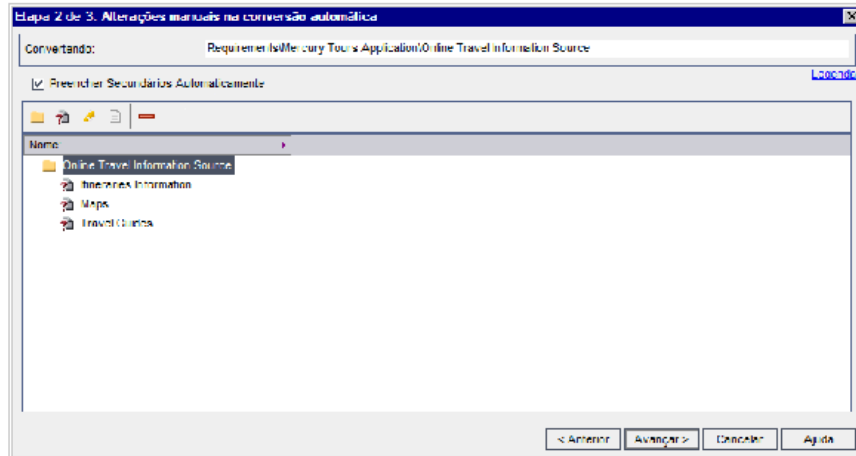 Etapa 2 de 3. Alterações manuais na conversão automática
Convertendo: Requirements\Mercury Tours Application\Online Travel Information Source
Legenda
Preencher Secundários Automaticamente
Nome
Online Travel Information Source
Itineraries Information
Maps
Travel Guides
< Anterior Avançar > Cancelar Ajuda